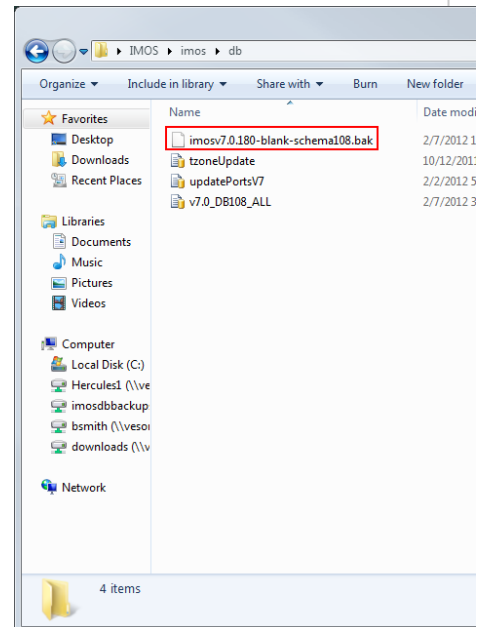 IMOS ▸ imos ▸ db
Organize Include in library Share with Burn New folder
Name Date modi
Favorites
Desktop
Downloads
Recent Places
imosv7.0.180-blank-schema108.bak 2/7/2012 1
tzoneUpdate 10/12/201
updatePortsV7 2/2/2012 5
v7.0_DB108_ALL 2/7/2012 3
Libraries
Documents
Music
Pictures
Videos
Computer
Local Disk (C:)
Hercules1 (\\ve
imosdbbackup
bsmith (\\veso
downloads (\\v
Network
4 items